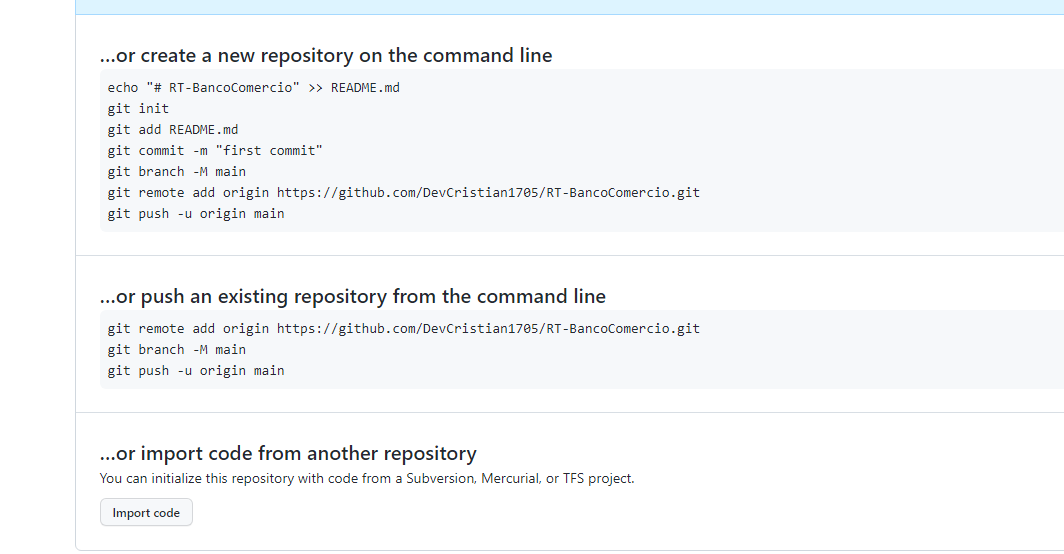 ...or create a new repository on the command line
echo "# RT-BancoComercio" >> README.md
git init
git add README.md
git commit -m "first commit"
git branch -M main
git remote add origin https://github.com/DevCristian1705/RT-BancoComercio.git
git push -u origin main
...or push an existing repository from the command line
git remote add origin https://github.com/DevCristian1705/RT-BancoComercio.git
git branch -M main
git push -u origin main
...or import code from another repository
You can initialize this repository with code from a Subversion, Mercurial, or TFS project.
Import code